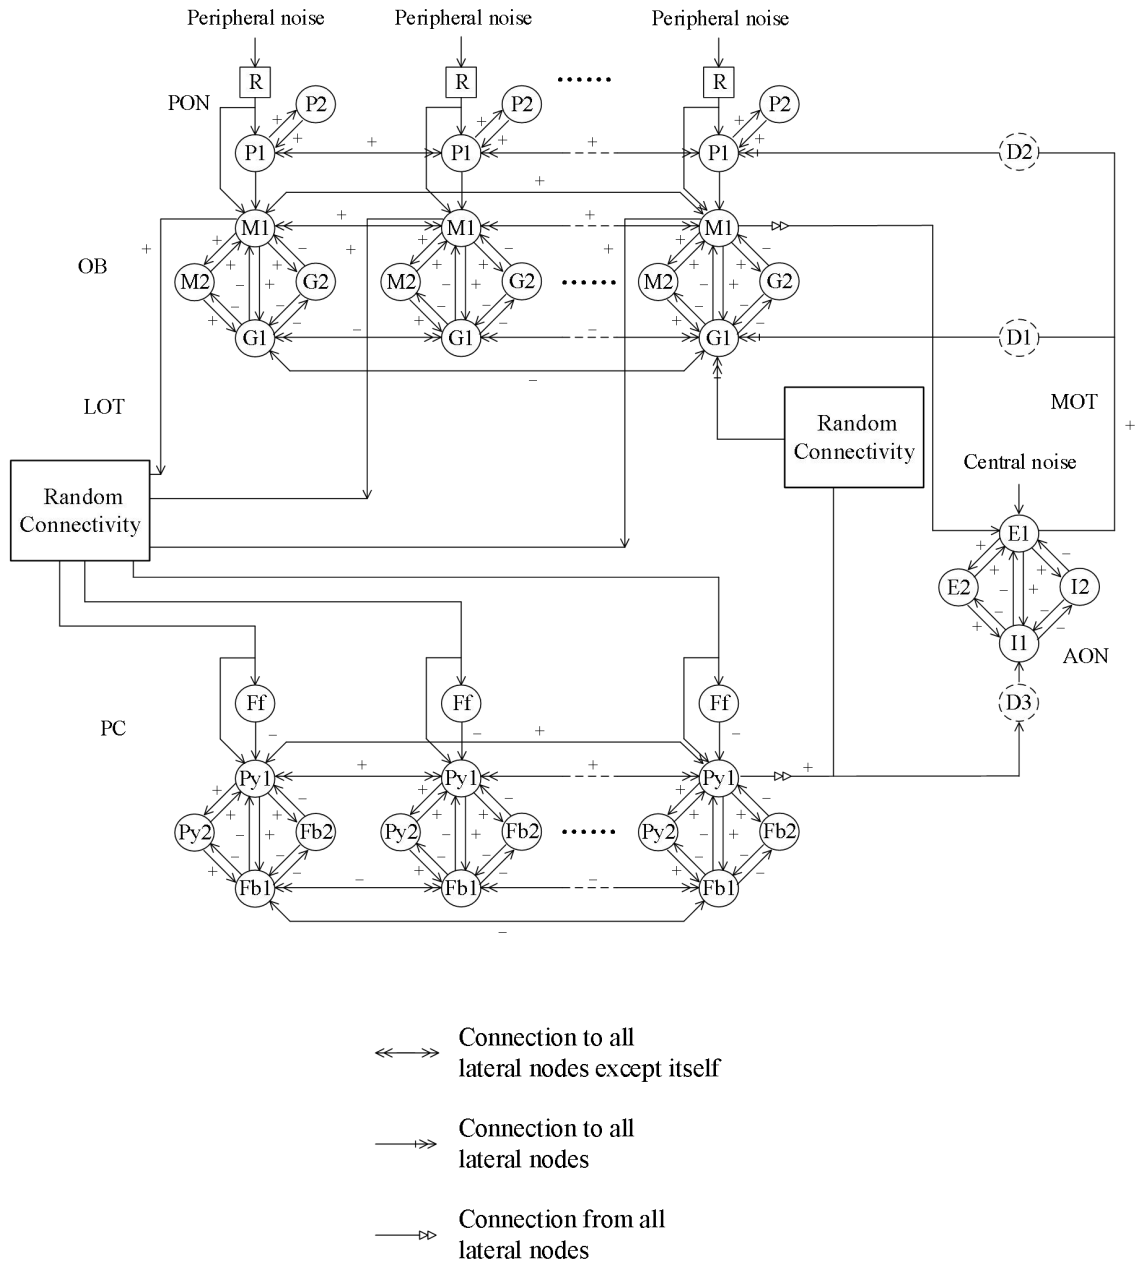 Peripheral noise Peripheral noise Peripheral noise
R R R
PON P2 P2 P2
+ + + + + +
P1 + P1 + P1 D2
+
M1 + M1 + M1
+ + +
OB
M2 G2 M2 G2 M2 G2
G1 − G1 − G1 D1
−
LOT
MOT
+
Random
Connectivity
Central noise
Random
Connectivity
E1
E2 I2
I1
AON
Ff Ff Ff
D3
PC
− − + −
Py1 + Py1 + Py1 +
Py2 Fb2 Py2 Fb2 Py2 Fb2
Fb1 − Fb1 − Fb1
−
Connection to all
lateral nodes except itself
Connection to all
lateral nodes
Connection from all
lateral nodes